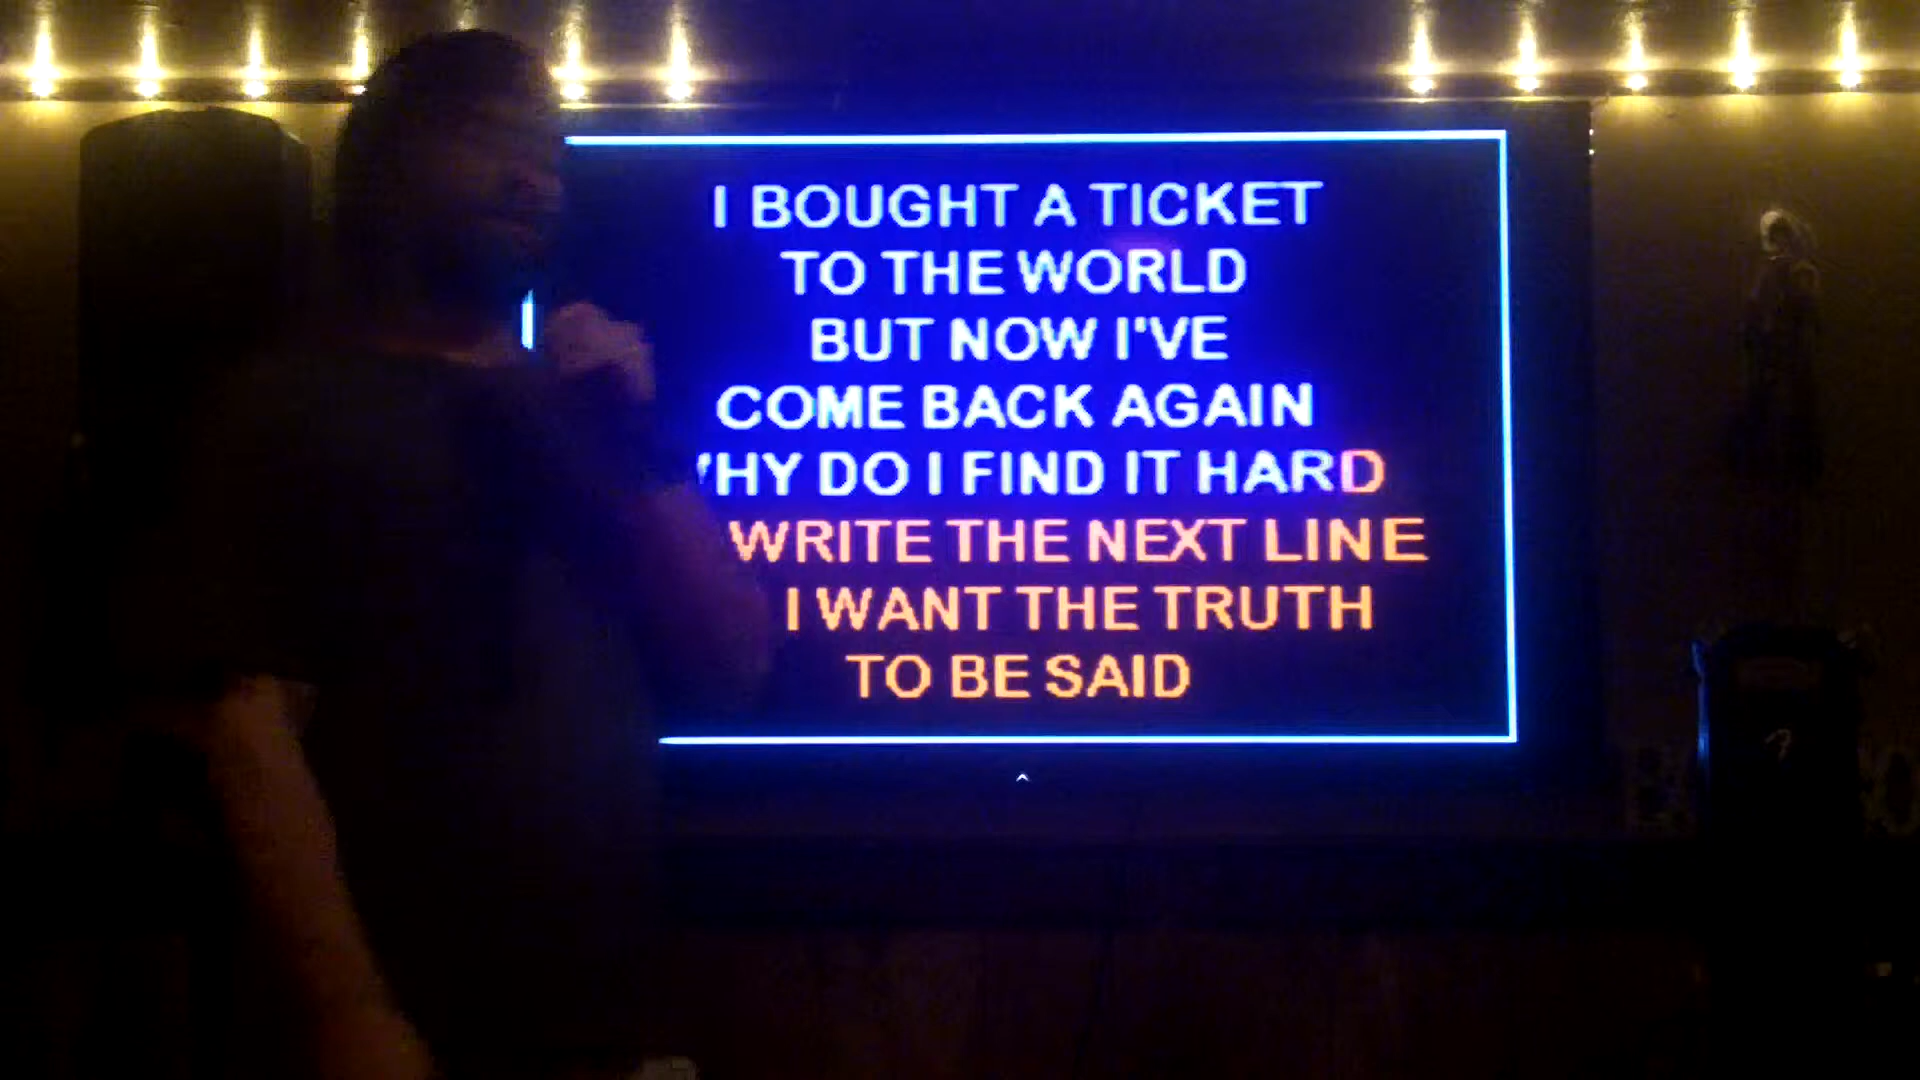 I BOUGHT A TICKET
TO THE WORLD
BUT NOW I'VE
COME BACK AGAIN
DO I FIND IT HARD
WRITE THE NEXT LINE
I WANT THE TRUTH
TO BE SAID